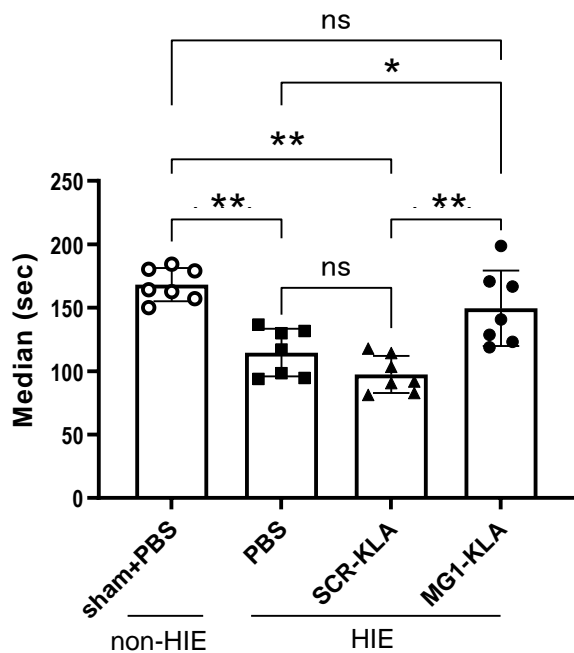 ns
*
**
**
**
ns
250
200
150
100
50
0
Median (sec)
sham+PBS
PBS
SCR-KLA
MG1-KLA
non-HIE
HIE